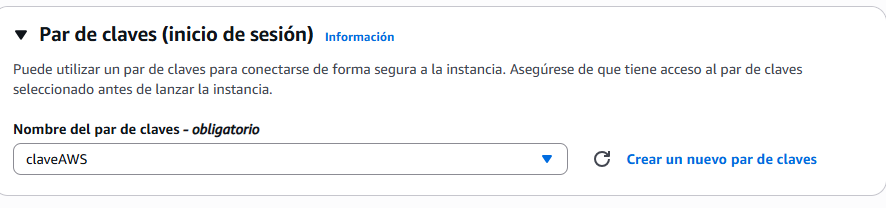 Par de claves (inicio de sesión) Información
Puede utilizar un par de claves para conectarse de forma segura a la instancia. Asegúrese de que tiene acceso al par de claves
seleccionado antes de lanzar la instancia.
Nombre del par de claves - obligatorio
claveAWS
Crear un nuevo par de claves